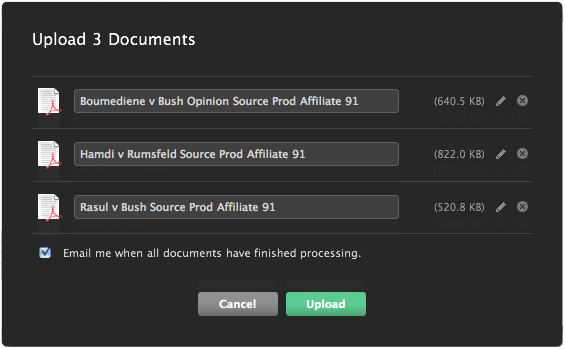 Upload 3 Documents
Boumediene v Bush Opinion Source Prod Affiliate 91 (640.5 KB)
Hamdi v Rumsfeld Source Prod Affiliate 91 (822.0 KB)
Rasul v Bush Source Prod Affiliate 91 (520.8 KB)
Email me when all documents have finished processing.
Cancel Upload